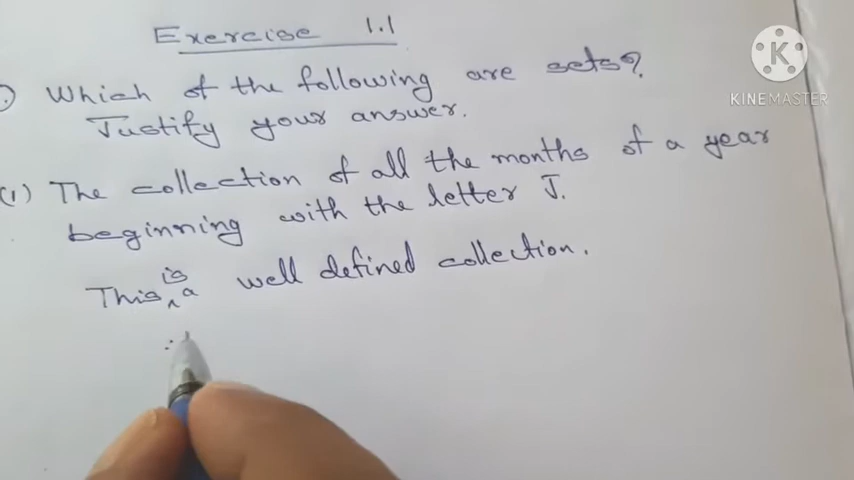 Exercise 1.1
Which of the following are sets?
Justify your answer.
(1) The collection of all the months of a year
beginning with the letter J.
This is a well defined collection.
∴
K
KINEMASTER